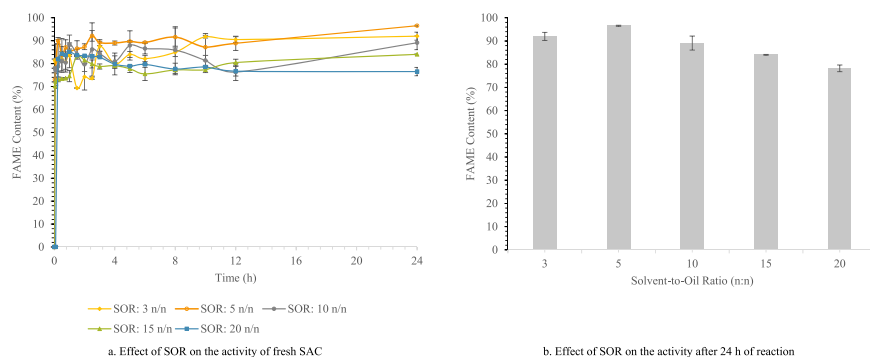 100
90
80
70
60
50
40
30
20
10
0
FAME Content (%)
0 4 8 12 16 20 24
Time (h)
SOR: 3 n/n SOR: 5 n/n SOR: 10 n/n
SOR: 15 n/n SOR: 20 n/n
a. Effect of SOR on the activity of fresh SAC
100
90
80
70
60
50
40
30
20
10
0
FAME Content (%)
3 5 10 15 20
Solvent-to-Oil Ratio (n:n)
b. Effect of SOR on the activity after 24 h of reaction